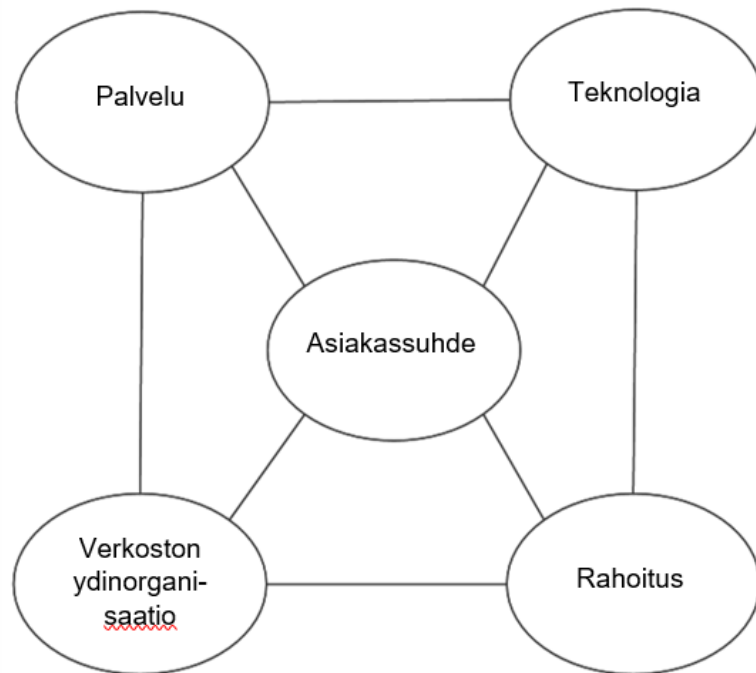 Palvelu
Teknologia
Asiakassuhde
Verkoston
ydinorgani-
saatio
Rahoitus